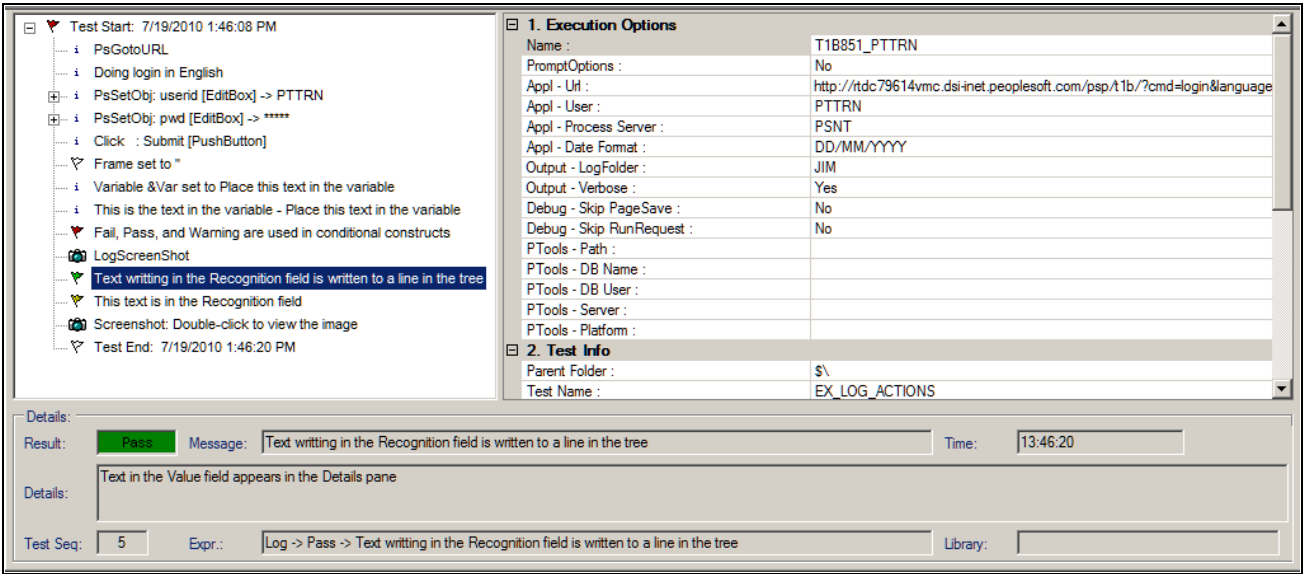 Test Start: 7/19/2010 1:46:08 PM
PsGotoURL
Doing login in English
PsSetObj: userid [EditBox] -> PTTRN
PsSetObj: pwd [EditBox] -> *****
Click : Submit [PushButton]
Frame set to ''
Variable &Var set to Place this text in the variable
This is the text in the variable - Place this text in the variable
Fail, Pass, and Warning are used in conditional constructs
LogScreenShot
Text writting in the Recognition field is written to a line in the tree
This text is in the Recognition field
Screenshot: Double-click to view the image
Test End: 7/19/2010 1:46:20 PM
1. Execution Options
Name : T1B851_PTTRN
PromptOptions : No
Appl - Url : http://rtdc79614vmc.dsi-inet.peoplesoft.com/psp/t1b/?cmd=login&language
Appl - User : PTTRN
Appl - Process Server : PSNT
Appl - Date Format : DD/MM/YYYY
Output - LogFolder : JIM
Output - Verbose : Yes
Debug - Skip PageSave : No
Debug - Skip RunRequest : No
PTools - Path :
PTools - DB Name :
PTools - DB User :
PTools - Server :
PTools - Platform :
2. Test Info
Parent Folder : $\
Test Name : EX_LOG_ACTIONS
Details:
Result: Pass Message: Text writting in the Recognition field is written to a line in the tree Time: 13:46:20
Details: Text in the Value field appears in the Details pane
Test Seq: 5 Expr.: Log -> Pass -> Text writting in the Recognition field is written to a line in the tree Library: